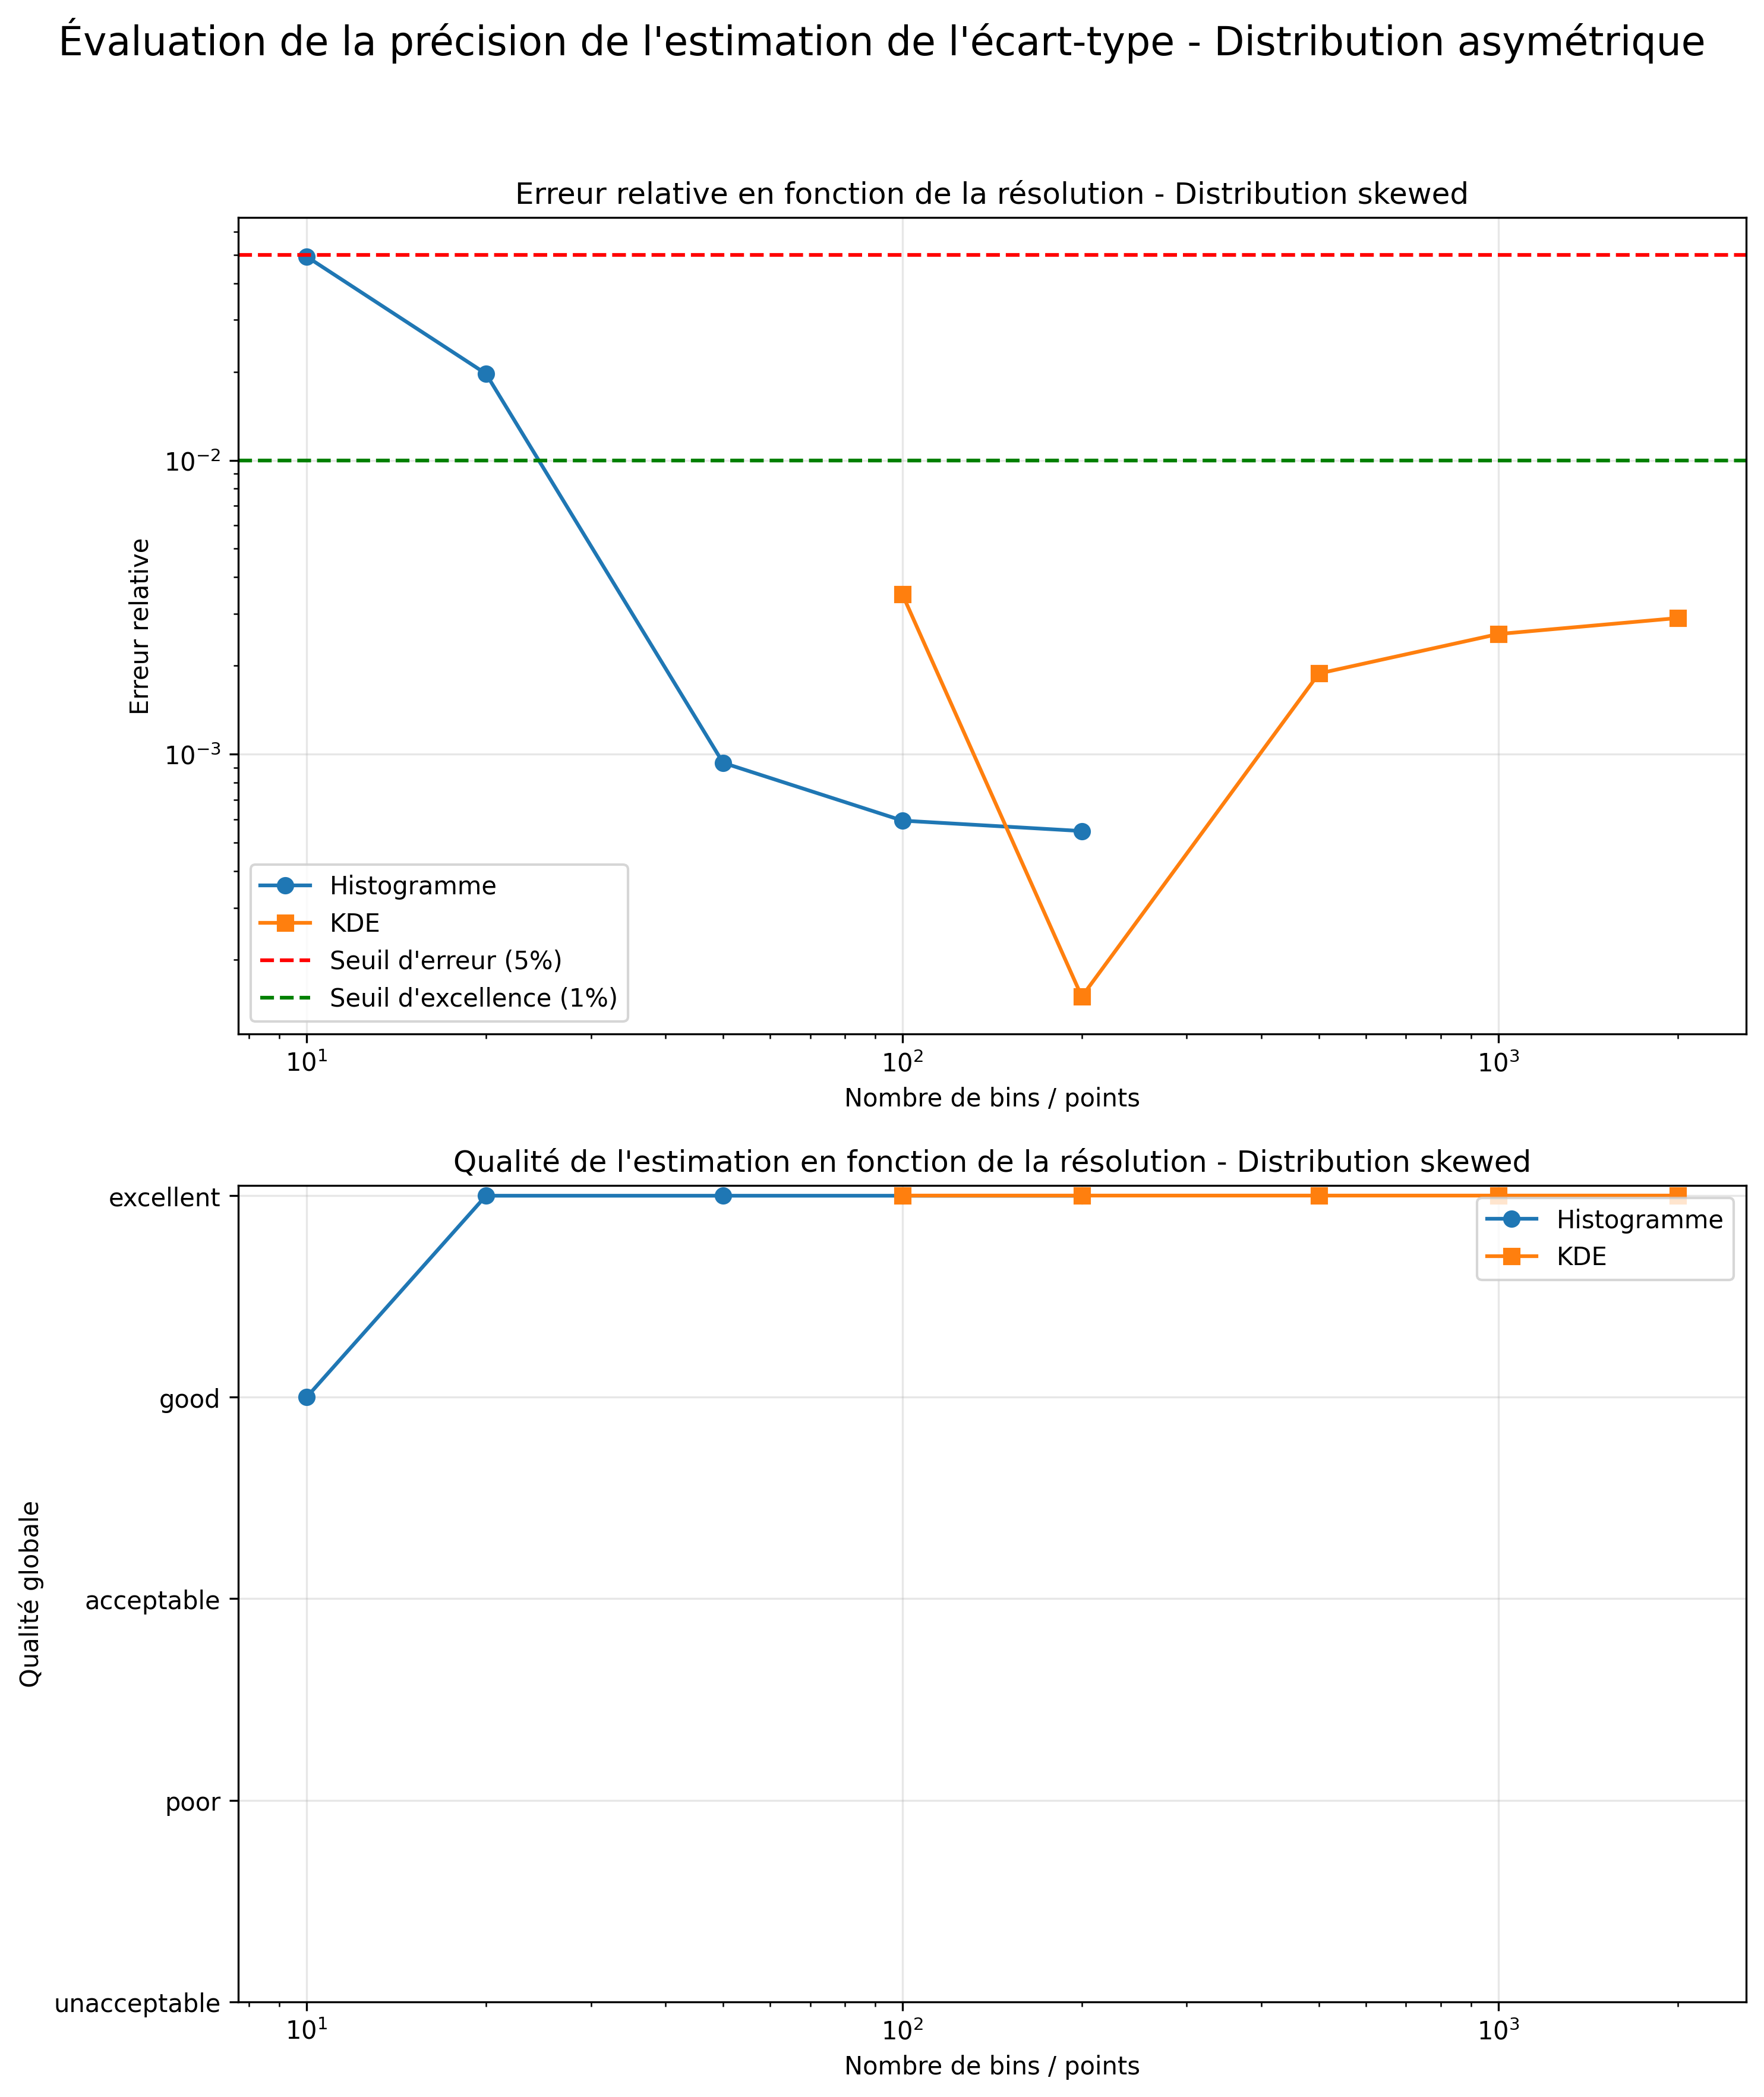 Évaluation de la précision de l'estimation de l'écart-type - Distribution asymétrique
Erreur relative en fonction de la résolution - Distribution skewed
Erreur relative
10⁻²
10⁻³
Histogramme
KDE
Seuil d'erreur (5%)
Seuil d'excellence (1%)
10¹
10²
10³
Nombre de bins / points
Qualité de l'estimation en fonction de la résolution - Distribution skewed
Qualité globale
excellent
good
acceptable
poor
unacceptable
Histogramme
KDE
10¹
10²
10³
Nombre de bins / points